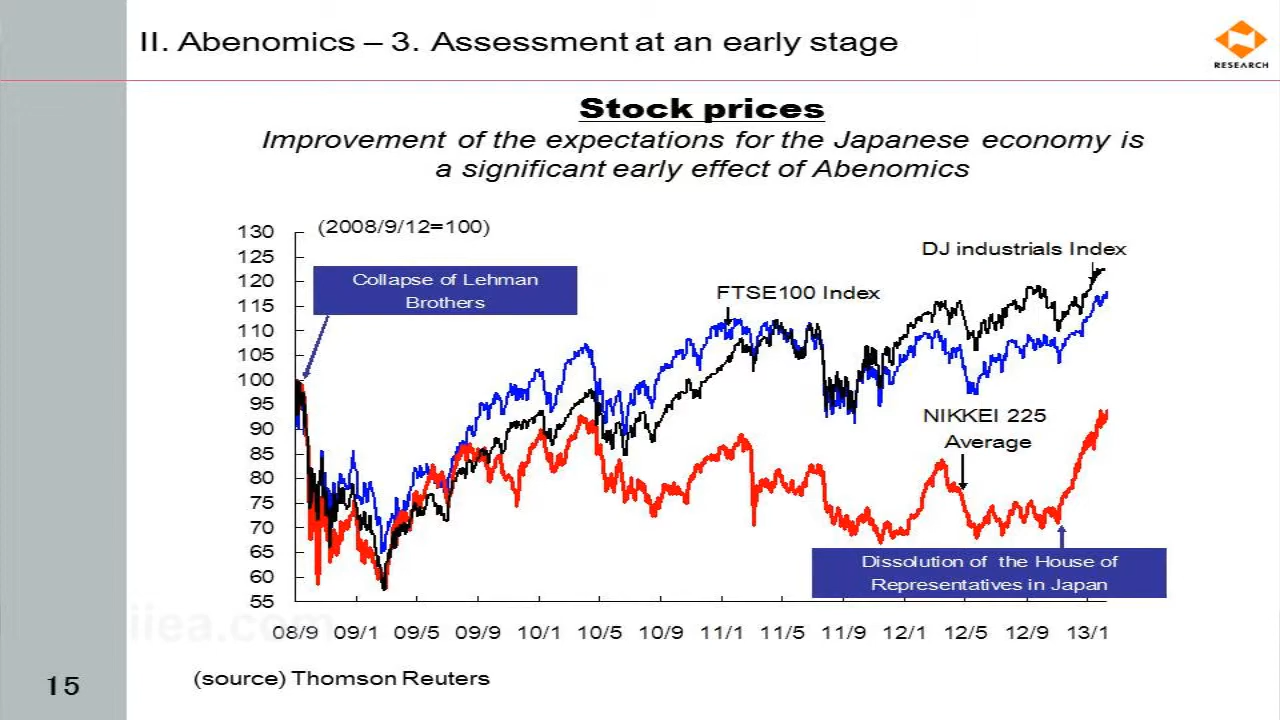 II. Abenomics – 3. Assessment at an early stage
RESEARCH
Stock prices
Improvement of the expectations for the Japanese economy is
a significant early effect of Abenomics
(2008/9/12=100)
130
125
120
115
110
105
100
95
90
85
80
75
70
65
60
55
Collapse of Lehman
Brothers
FTSE100 Index
DJ industrials Index
NIKKEI 225
Average
Dissolution of the House of
Representatives in Japan
08/9 09/1 09/5 09/9 10/1 10/5 10/9 11/1 11/5 11/9 12/1 12/5 12/9 13/1
iiea.com
(source) Thomson Reuters
15